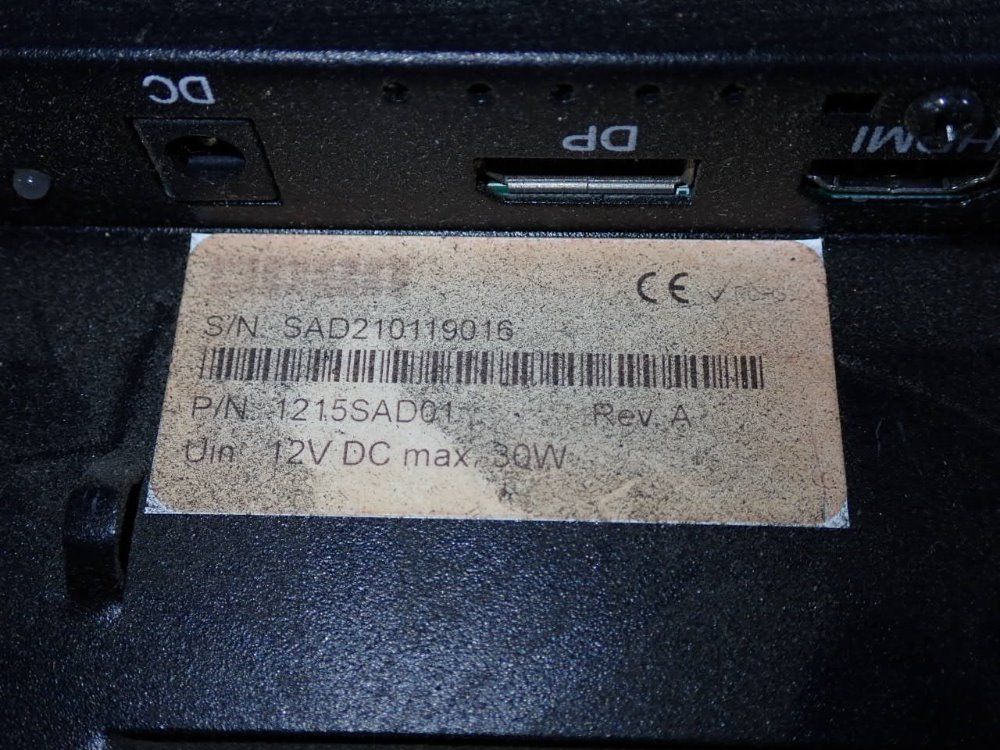 DC
DP
HDMI
CE
S/N: SAD210119016
P/N: 1215SAD01 Rev. A
Uin: 12V DC max. 30W